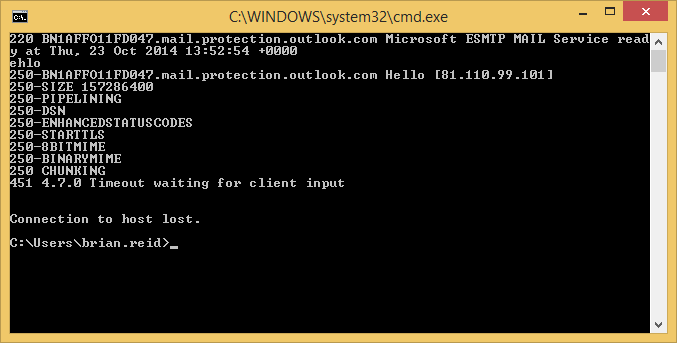 C:\WINDOWS\system32\cmd.exe
220 BN1AFFO11FD047.mail.protection.outlook.com Microsoft ESMTP MAIL Service read
y at Thu, 23 Oct 2014 13:52:54 +0000
ehlo
250-BN1AFFO11FD047.mail.protection.outlook.com Hello [81.110.99.101]
250-SIZE 157286400
250-PIPELINING
250-DSN
250-ENHANCEDSTATUSCODES
250-STARTTLS
250-8BITMIME
250-BINARYMIME
250 CHUNKING
451 4.7.0 Timeout waiting for client input
Connection to host lost.
C:\Users\brian.reid>_